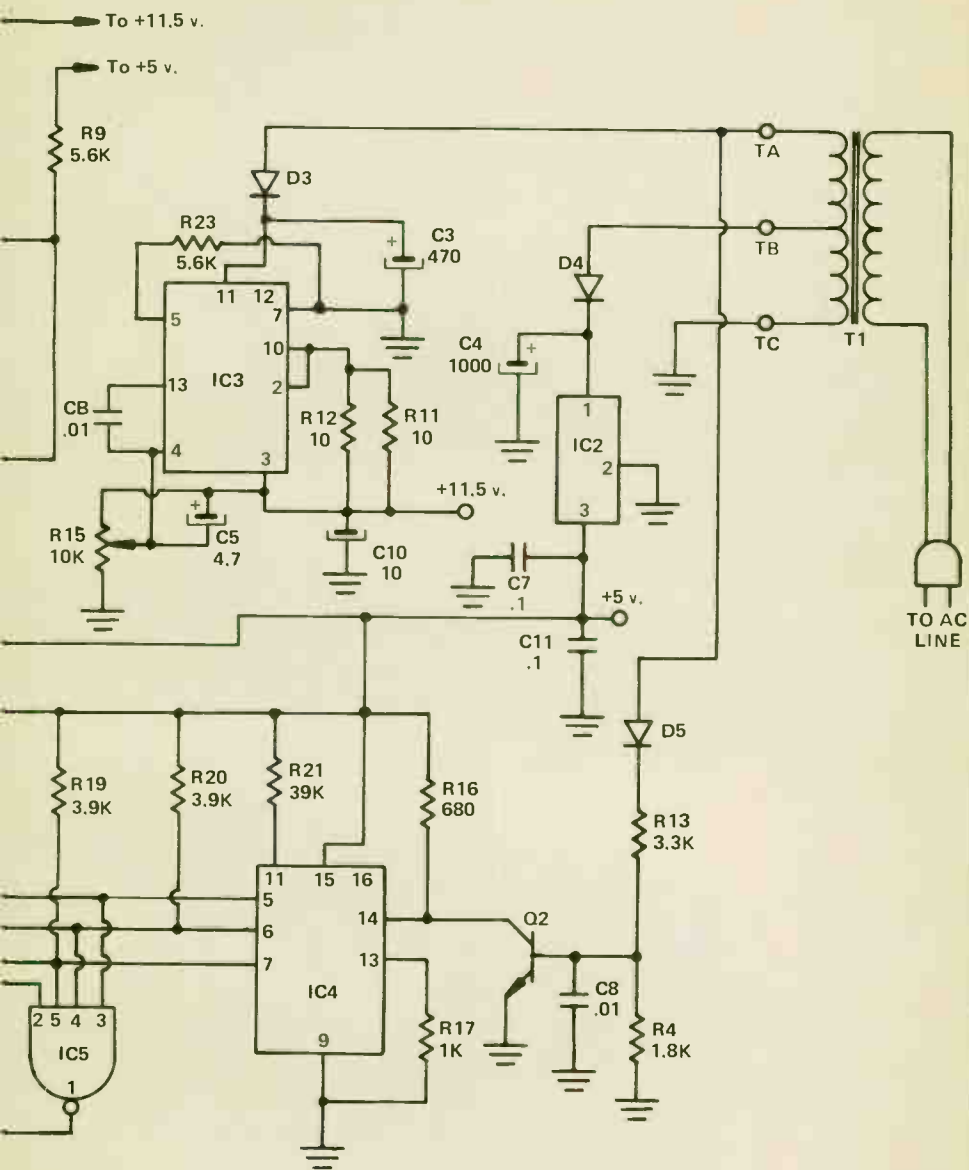 To +11.5 v.
To +5 v.
R9
5.6K
D3
TA
R23
5.6K
+
C3
470
D4
TB
11 12
7
5
C4
1000
+
TC
T1
10
13
IC3
2
1
CB
.01
R12
10
R11
10
IC2
2
4
3
3
+11.5 v.
+
R15
10K
C5
4.7
C10
10
C7
.1
+5 v.
TO AC
LINE
C11
.1
D5
R19
3.9K
R20
3.9K
R21
39K
R16
680
R13
3.3K
11 15 16
5
14
Q2
6
13
7
IC4
C8
.01
2 5 4 3
R17
1K
R4
1.8K
IC5
9
1